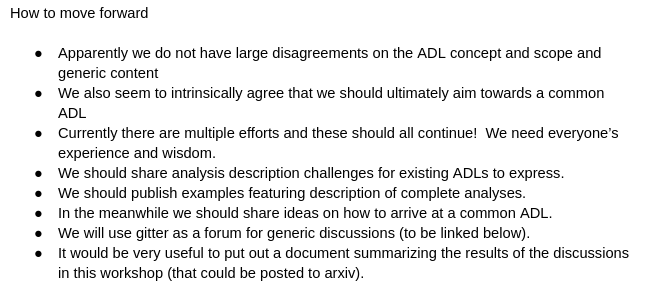 How to move forward
● Apparently we do not have large disagreements on the ADL concept and scope and
generic content
● We also seem to intrinsically agree that we should ultimately aim towards a common
ADL
● Currently there are multiple efforts and these should all continue!  We need everyone's
experience and wisdom.
● We should share analysis description challenges for existing ADLs to express.
● We should publish examples featuring description of complete analyses.
● In the meanwhile we should share ideas on how to arrive at a common ADL.
● We will use gitter as a forum for generic discussions (to be linked below).
● It would be very useful to put out a document summarizing the results of the discussions
in this workshop (that could be posted to arxiv).